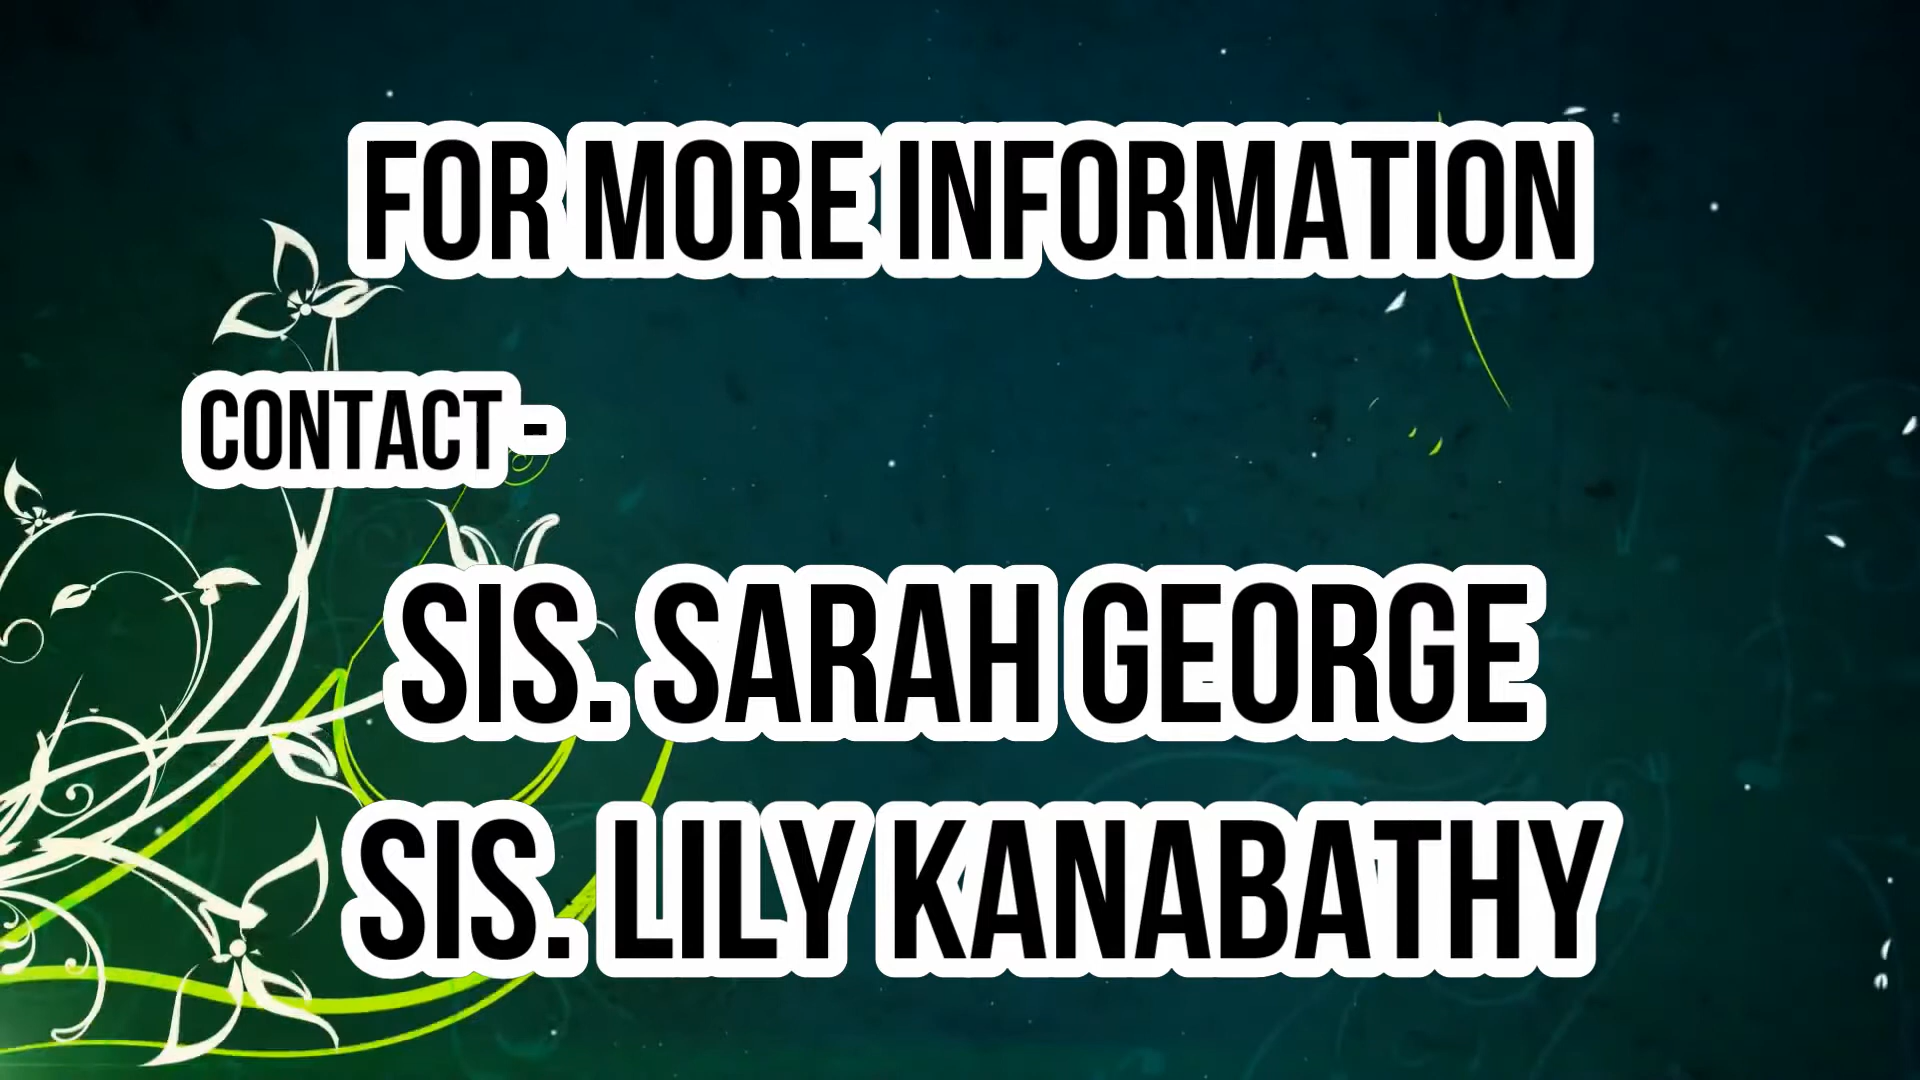 FOR MORE INFORMATION
CONTACT -
SIS. SARAH GEORGE
SIS. LILY KANABATHY